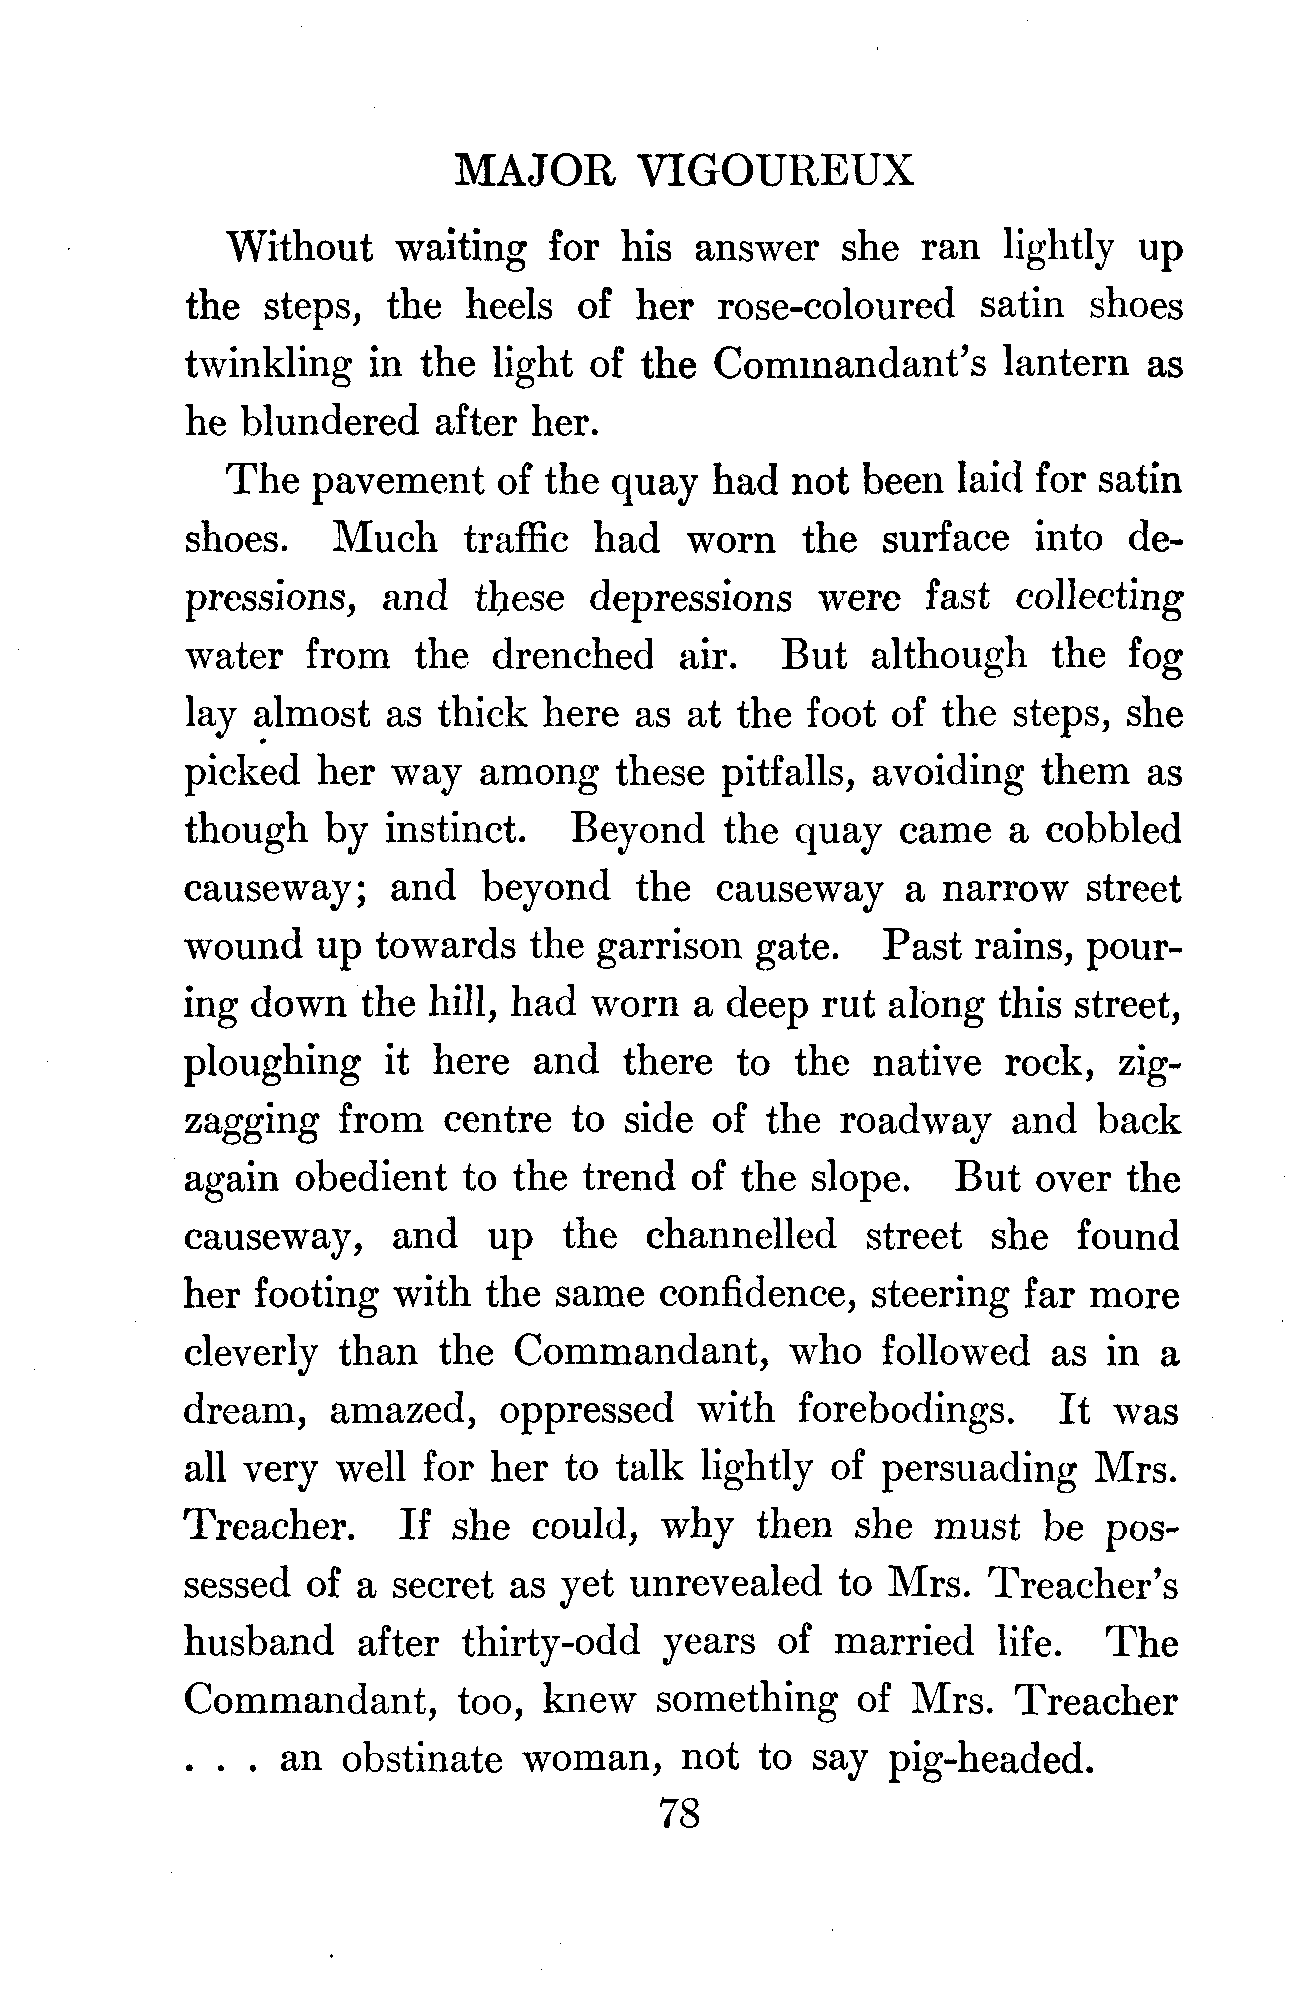 MAJOR VIGOUREUX
Without waiting for his answer she ran lightly up
the steps, the heels of her rose-coloured satin shoes
twinkling in the light of the Commandant's lantern as
he blundered after her.
The pavement of the quay had not been laid for satin
shoes. Much traffic had worn the surface into de-
pressions, and these depressions were fast collecting
water from the drenched air. But although the fog
lay almost as thick here as at the foot of the steps, she
picked her way among these pitfalls, avoiding them as
though by instinct. Beyond the quay came a cobbled
causeway; and beyond the causeway a narrow street
wound up towards the garrison gate. Past rains, pour-
ing down the hill, had worn a deep rut along this street,
ploughing it here and there to the native rock, zig-
zagging from centre to side of the roadway and back
again obedient to the trend of the slope. But over the
causeway, and up the channelled street she found
her footing with the same confidence, steering far more
cleverly than the Commandant, who followed as in a
dream, amazed, oppressed with forebodings. It was
all very well for her to talk lightly of persuading Mrs.
Treacher. If she could, why then she must be pos-
sessed of a secret as yet unrevealed to Mrs. Treacher's
husband after thirty-odd years of married life. The
Commandant, too, knew something of Mrs. Treacher
. . . an obstinate woman, not to say pig-headed.
78